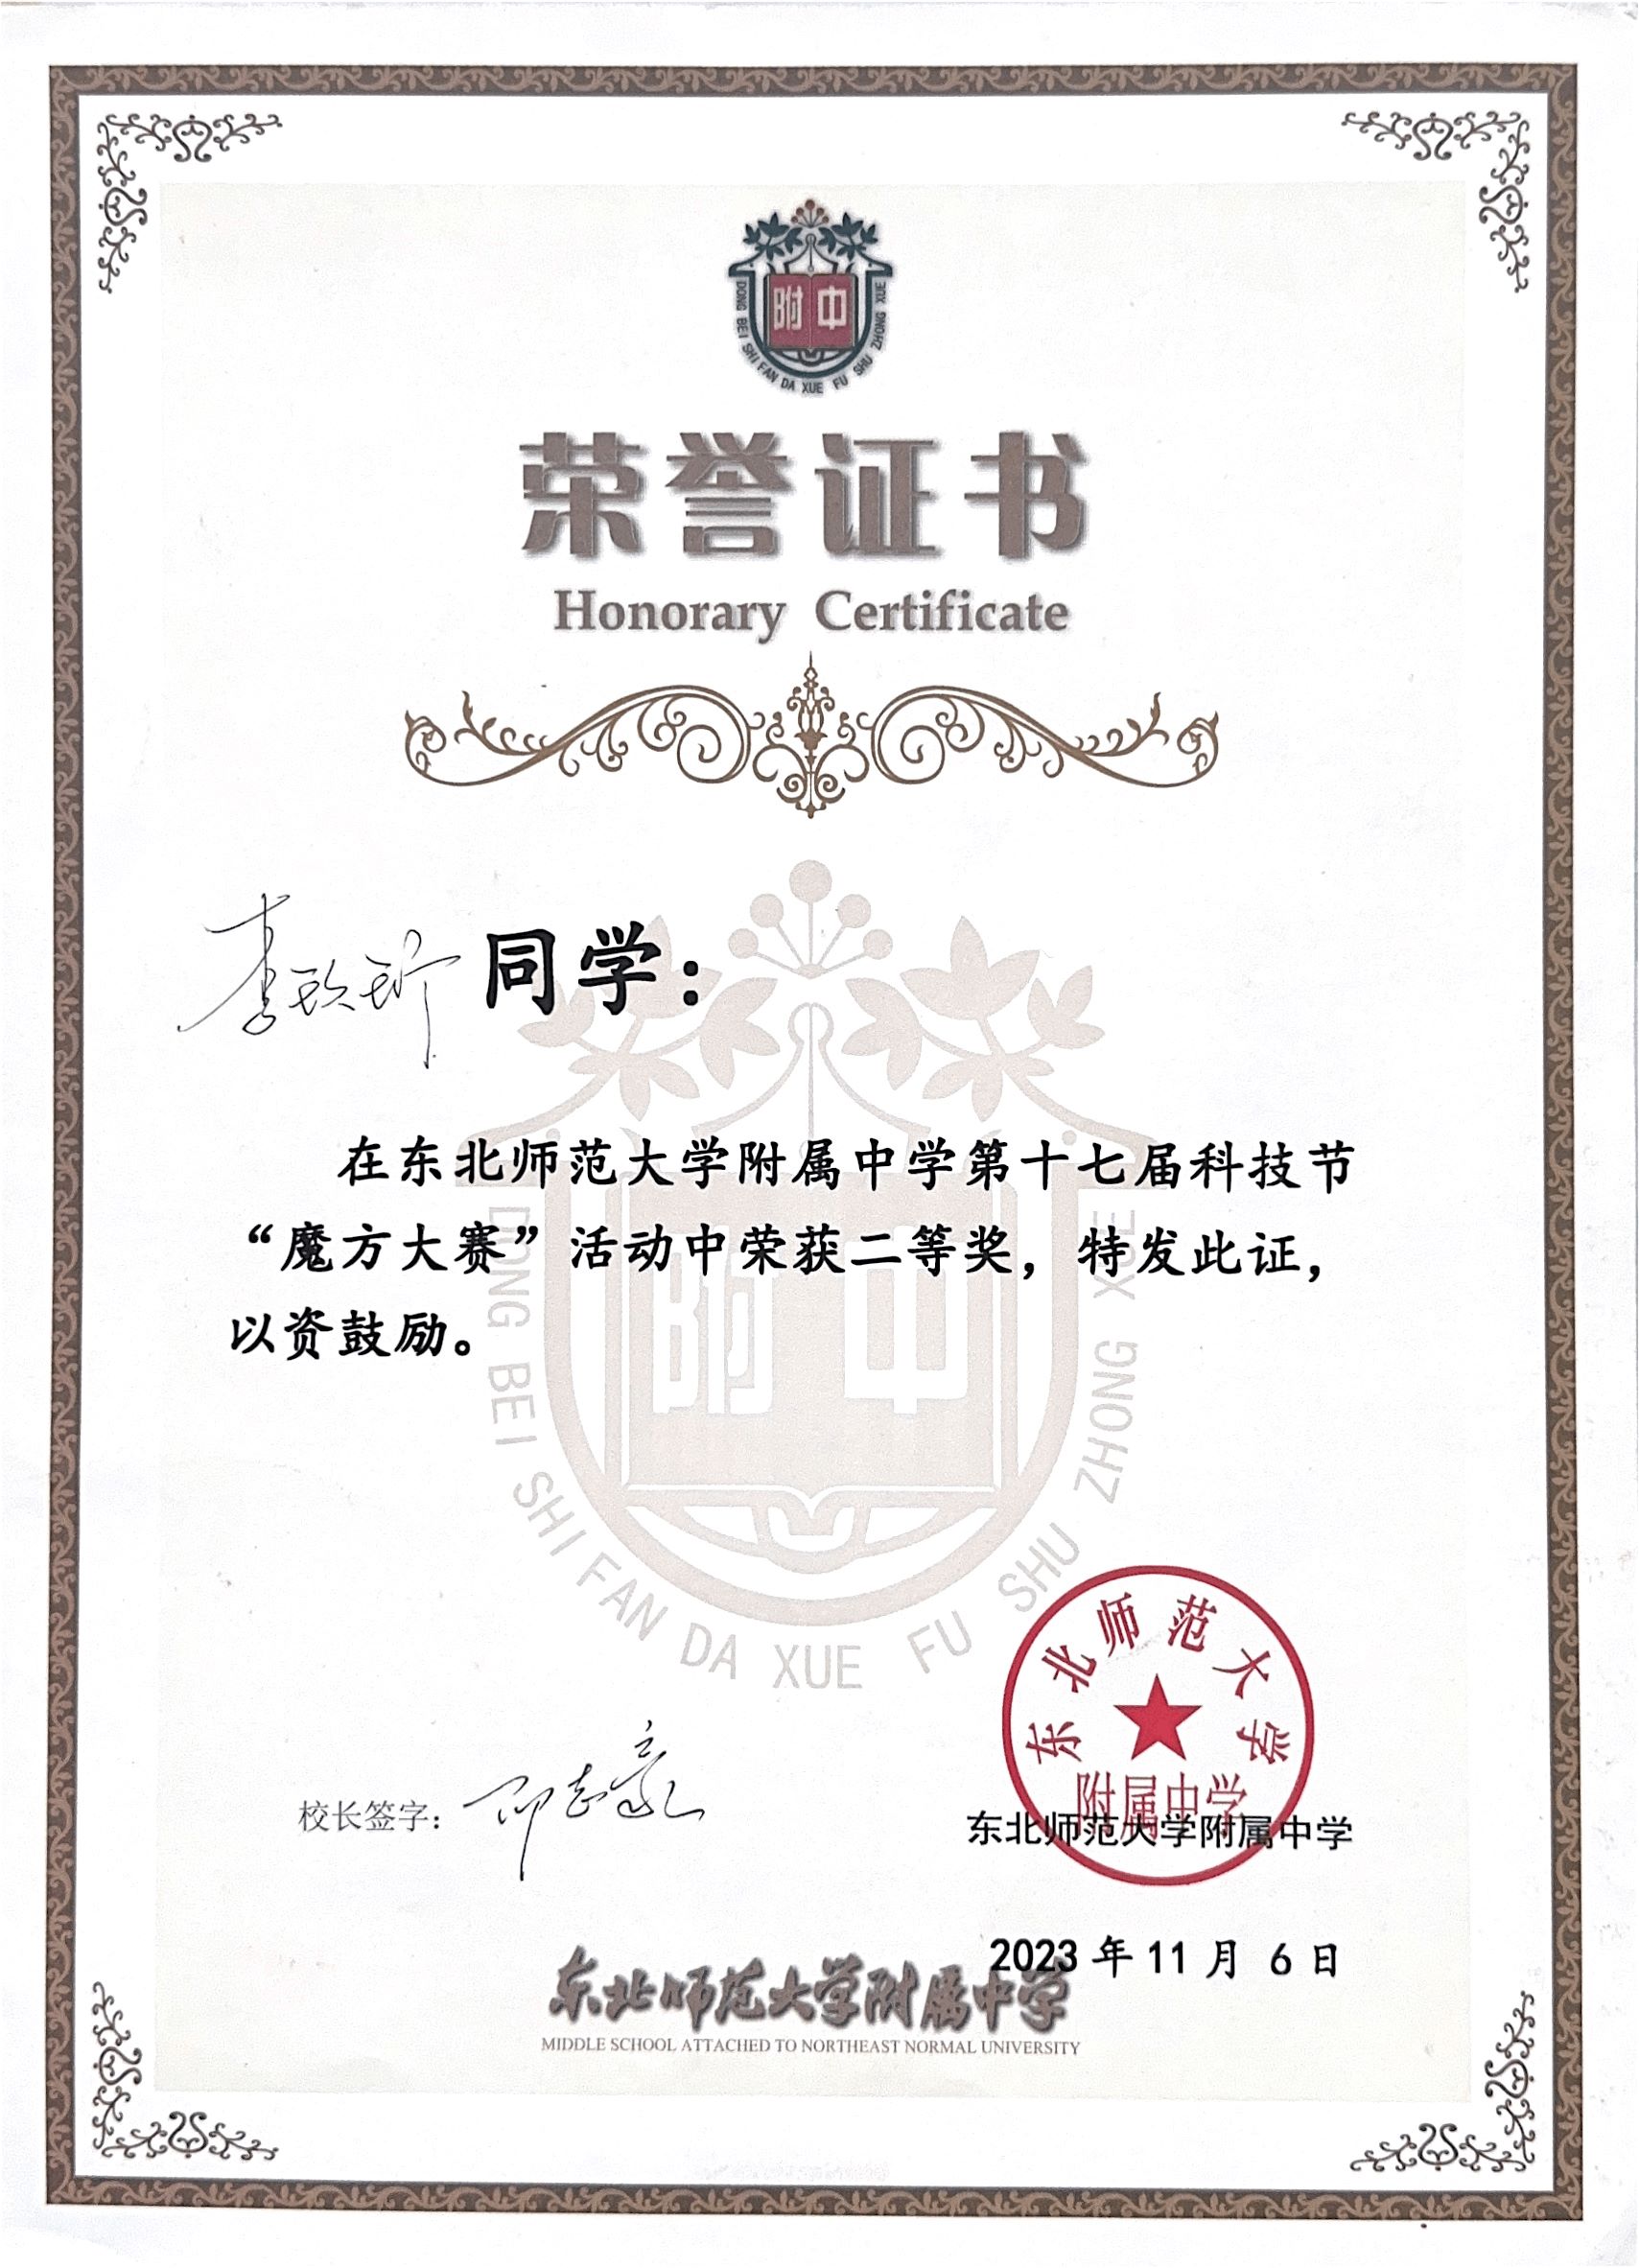 附中
DONG BEI SHI FAN DA XUE FU SHU ZHONG XUE
荣誉证书
Honorary Certificate
李玖珩 同学：
在东北师范大学附属中学第十七届科技节
“魔方大赛”活动中荣获二等奖，特发此证，
以资鼓励。
附中
DONG BEI SHI FAN DA XUE FU SHU ZHONG XUE
东北师范大学
附属中学
校长签字：邵志豪
东北师范大学附属中学
2023 年 11 月 6 日
东北师范大学附属中学
MIDDLE SCHOOL ATTACHED TO NORTHEAST NORMAL UNIVERSITY